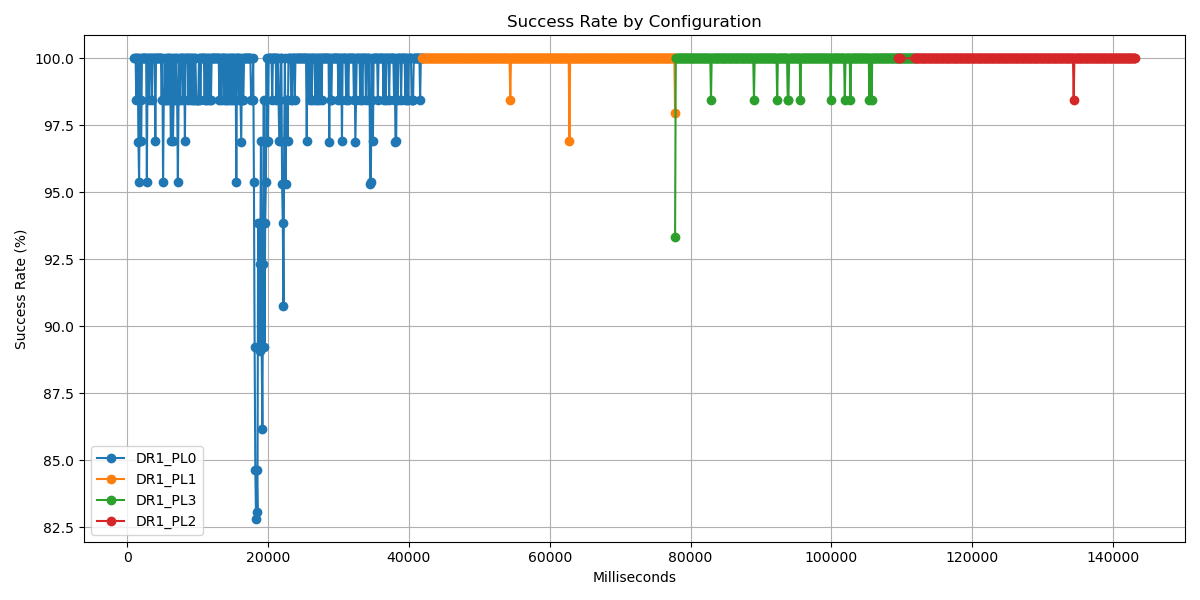 Success Rate by Configuration
Success Rate (%)
100.0
97.5
95.0
92.5
90.0
87.5
85.0
82.5
DR1_PL0
DR1_PL1
DR1_PL3
DR1_PL2
0 20000 40000 60000 80000 100000 120000 140000
Milliseconds